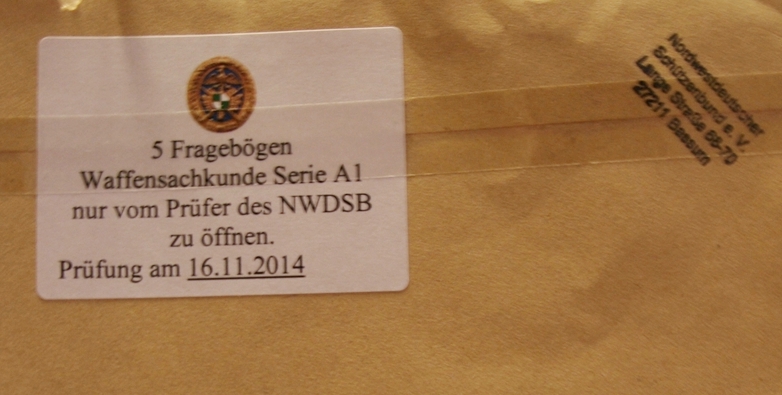 5 Fragebögen
Waffensachkunde Serie A1
nur vom Prüfer des NWDSB
zu öffnen.
Prüfung am 16.11.2014
Nordwestdeutscher
Schützenbund e. V.
Lange Straße 68-70
27211 Bassum